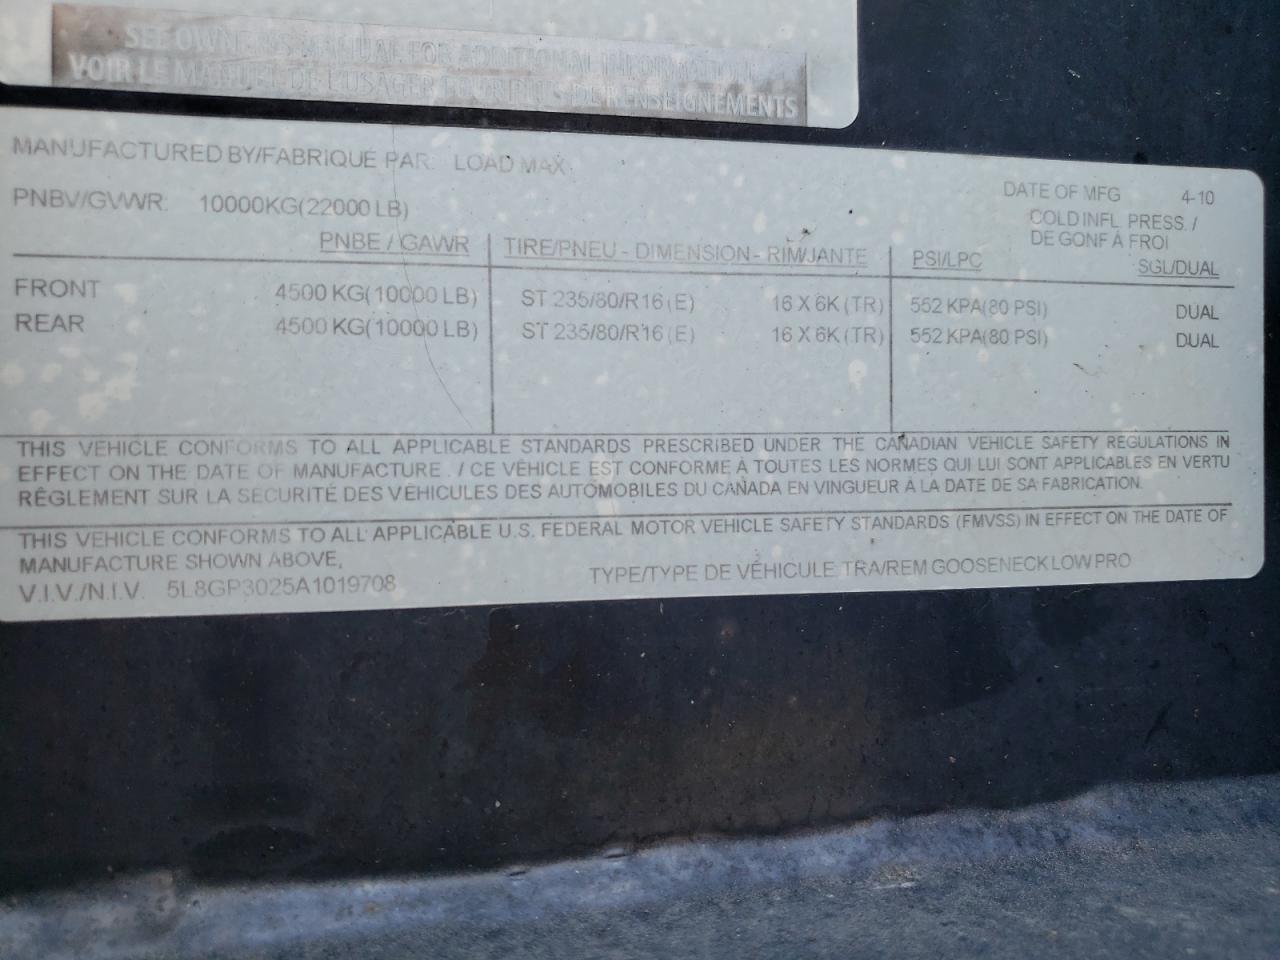 SEE OWNER'S MANUAL FOR ADDITIONAL INFORMATION
VOIR LE MANUEL DE L'USAGER POUR PLUS DE RENSEIGNEMENTS
MANUFACTURED BY/FABRIQUÉ PAR: LOAD MAX
DATE OF MFG 4-10
PNBV/GVWR: 10000KG(22000 LB)
COLD INFL. PRESS. /
DE GONF À FROI
PNBE / GAWR TIRE/PNEU - DIMENSION - RIM/JANTE PSI/LPC SGL/DUAL
FRONT 4500 KG(10000 LB) ST 235/80/R16 (E) 16 X 6K (TR) 552 KPA(80 PSI) DUAL
REAR 4500 KG(10000 LB) ST 235/80/R16 (E) 16 X 6K (TR) 552 KPA(80 PSI) DUAL
THIS VEHICLE CONFORMS TO ALL APPLICABLE STANDARDS PRESCRIBED UNDER THE CANADIAN VEHICLE SAFETY REGULATIONS IN
EFFECT ON THE DATE OF MANUFACTURE. / CE VÉHICLE EST CONFORME À TOUTES LES NORMES QUI LUI SONT APPLICABLES EN VERTU
RÊGLEMENT SUR LA SÉCURITÉ DES VÉHICULES DES AUTOMOBILES DU CANADA EN VINGUEUR À LA DATE DE SA FABRICATION.
THIS VEHICLE CONFORMS TO ALL APPLICABLE U.S. FEDERAL MOTOR VEHICLE SAFETY STANDARDS (FMVSS) IN EFFECT ON THE DATE OF
MANUFACTURE SHOWN ABOVE,
V.I.V./N.I.V. 5L8GP3025A1019708 TYPE/TYPE DE VÉHICULE: TRA/REM GOOSENECK LOW PRO